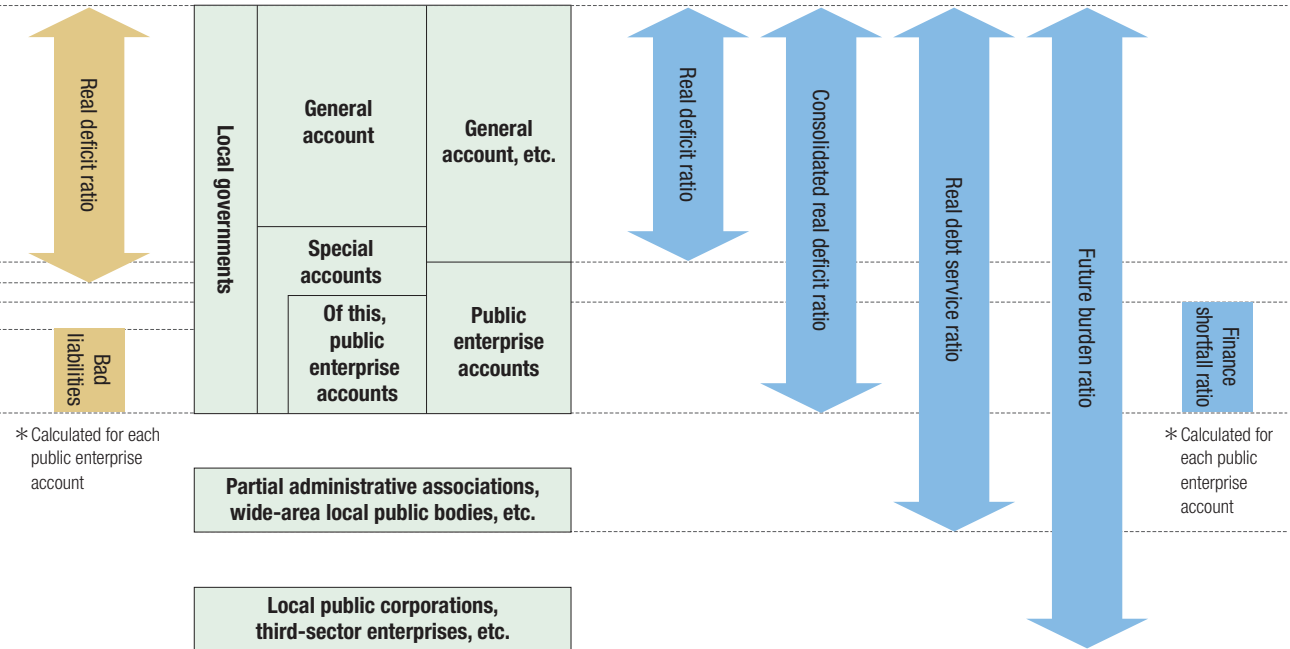 Real deficit ratio
Bad
liabilities
＊Calculated for each
public enterprise
account
Local governments
General
account
Special
accounts
Of this,
public
enterprise
accounts
General
account, etc.
Public
enterprise
accounts
Partial administrative associations,
wide-area local public bodies, etc.
Local public corporations,
third-sector enterprises, etc.
Real deficit ratio
Consolidated real deficit ratio
Real debt service ratio
Future burden ratio
Finance
shortfall ratio
＊Calculated for
each public
enterprise
account